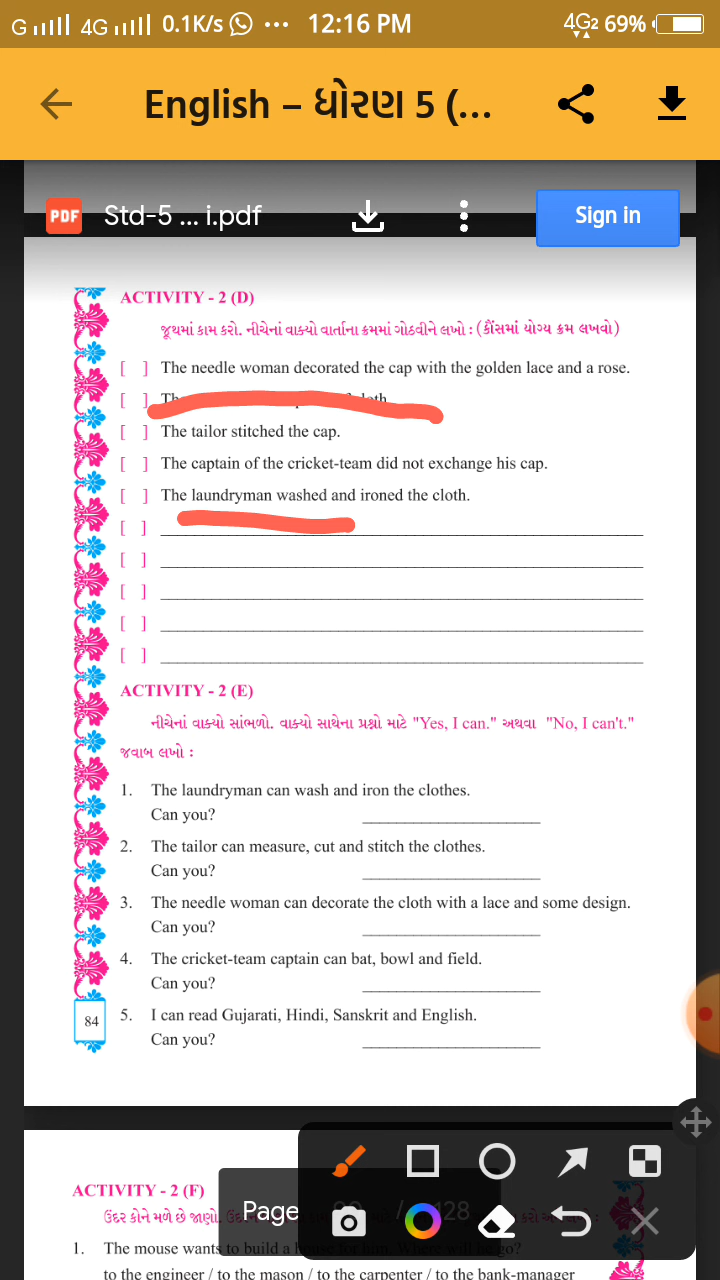 G 4G 0.1K/s ... 12:16 PM 4G2 69%
English – ધોરણ 5 (...
PDF Std-5 ... i.pdf Sign in
ACTIVITY - 2 (D)
જૂથમાં કામ કરો. નીચેનાં વાક્યો વાર્તાના ક્રમમાં ગોઠવીને લખો : (કૌંસમાં યોગ્ય ક્રમ લખવો)
[ ] The needle woman decorated the cap with the golden lace and a rose.
[ ]
[ ] The tailor stitched the cap.
[ ] The captain of the cricket-team did not exchange his cap.
[ ] The laundryman washed and ironed the cloth.
[ ]
[ ]
[ ]
[ ]
[ ]
ACTIVITY - 2 (E)
નીચેનાં વાક્યો સાંભળો. વાક્યો સાથેના પ્રશ્નો માટે "Yes, I can." અથવા "No, I can't."
જવાબ લખો :
1. The laundryman can wash and iron the clothes.
Can you?
2. The tailor can measure, cut and stitch the clothes.
Can you?
3. The needle woman can decorate the cloth with a lace and some design.
Can you?
4. The cricket-team captain can bat, bowl and field.
Can you?
5. I can read Gujarati, Hindi, Sanskrit and English.
Can you?
84
ACTIVITY - 2 (F)
ઉંદર કોને મળે છે જાણો.
Page / 128
1. The mouse wants to build a
to the engineer / to the mason / to the carpenter / to the bank-manager